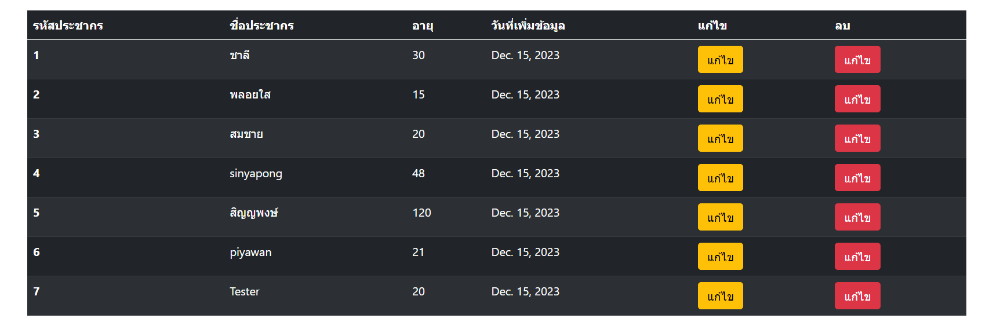 รหัสประชากร ชื่อประชากร อายุ วันที่เพิ่มข้อมูล แก้ไข ลบ
1 ชาลี 30 Dec. 15, 2023 แก้ไข แก้ไข
2 พลอยใส 15 Dec. 15, 2023 แก้ไข แก้ไข
3 สมชาย 20 Dec. 15, 2023 แก้ไข แก้ไข
4 sinyapong 48 Dec. 15, 2023 แก้ไข แก้ไข
5 สิญญพงษ์ 120 Dec. 15, 2023 แก้ไข แก้ไข
6 piyawan 21 Dec. 15, 2023 แก้ไข แก้ไข
7 Tester 20 Dec. 15, 2023 แก้ไข แก้ไข